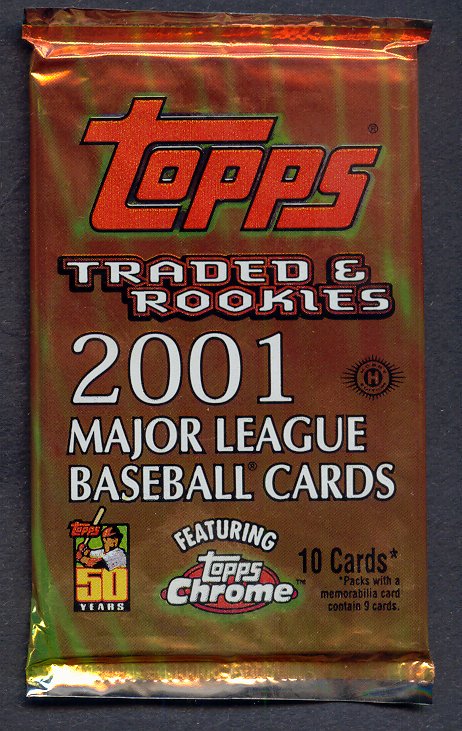 Topps®
TRADED &
ROOKIES
2001
MAJOR LEAGUE
BASEBALL® CARDS
H
Topps
50
YEARS
FEATURING
Topps
Chrome™
10 Cards*
*Packs with a
memorabilia card
contain 9 cards.